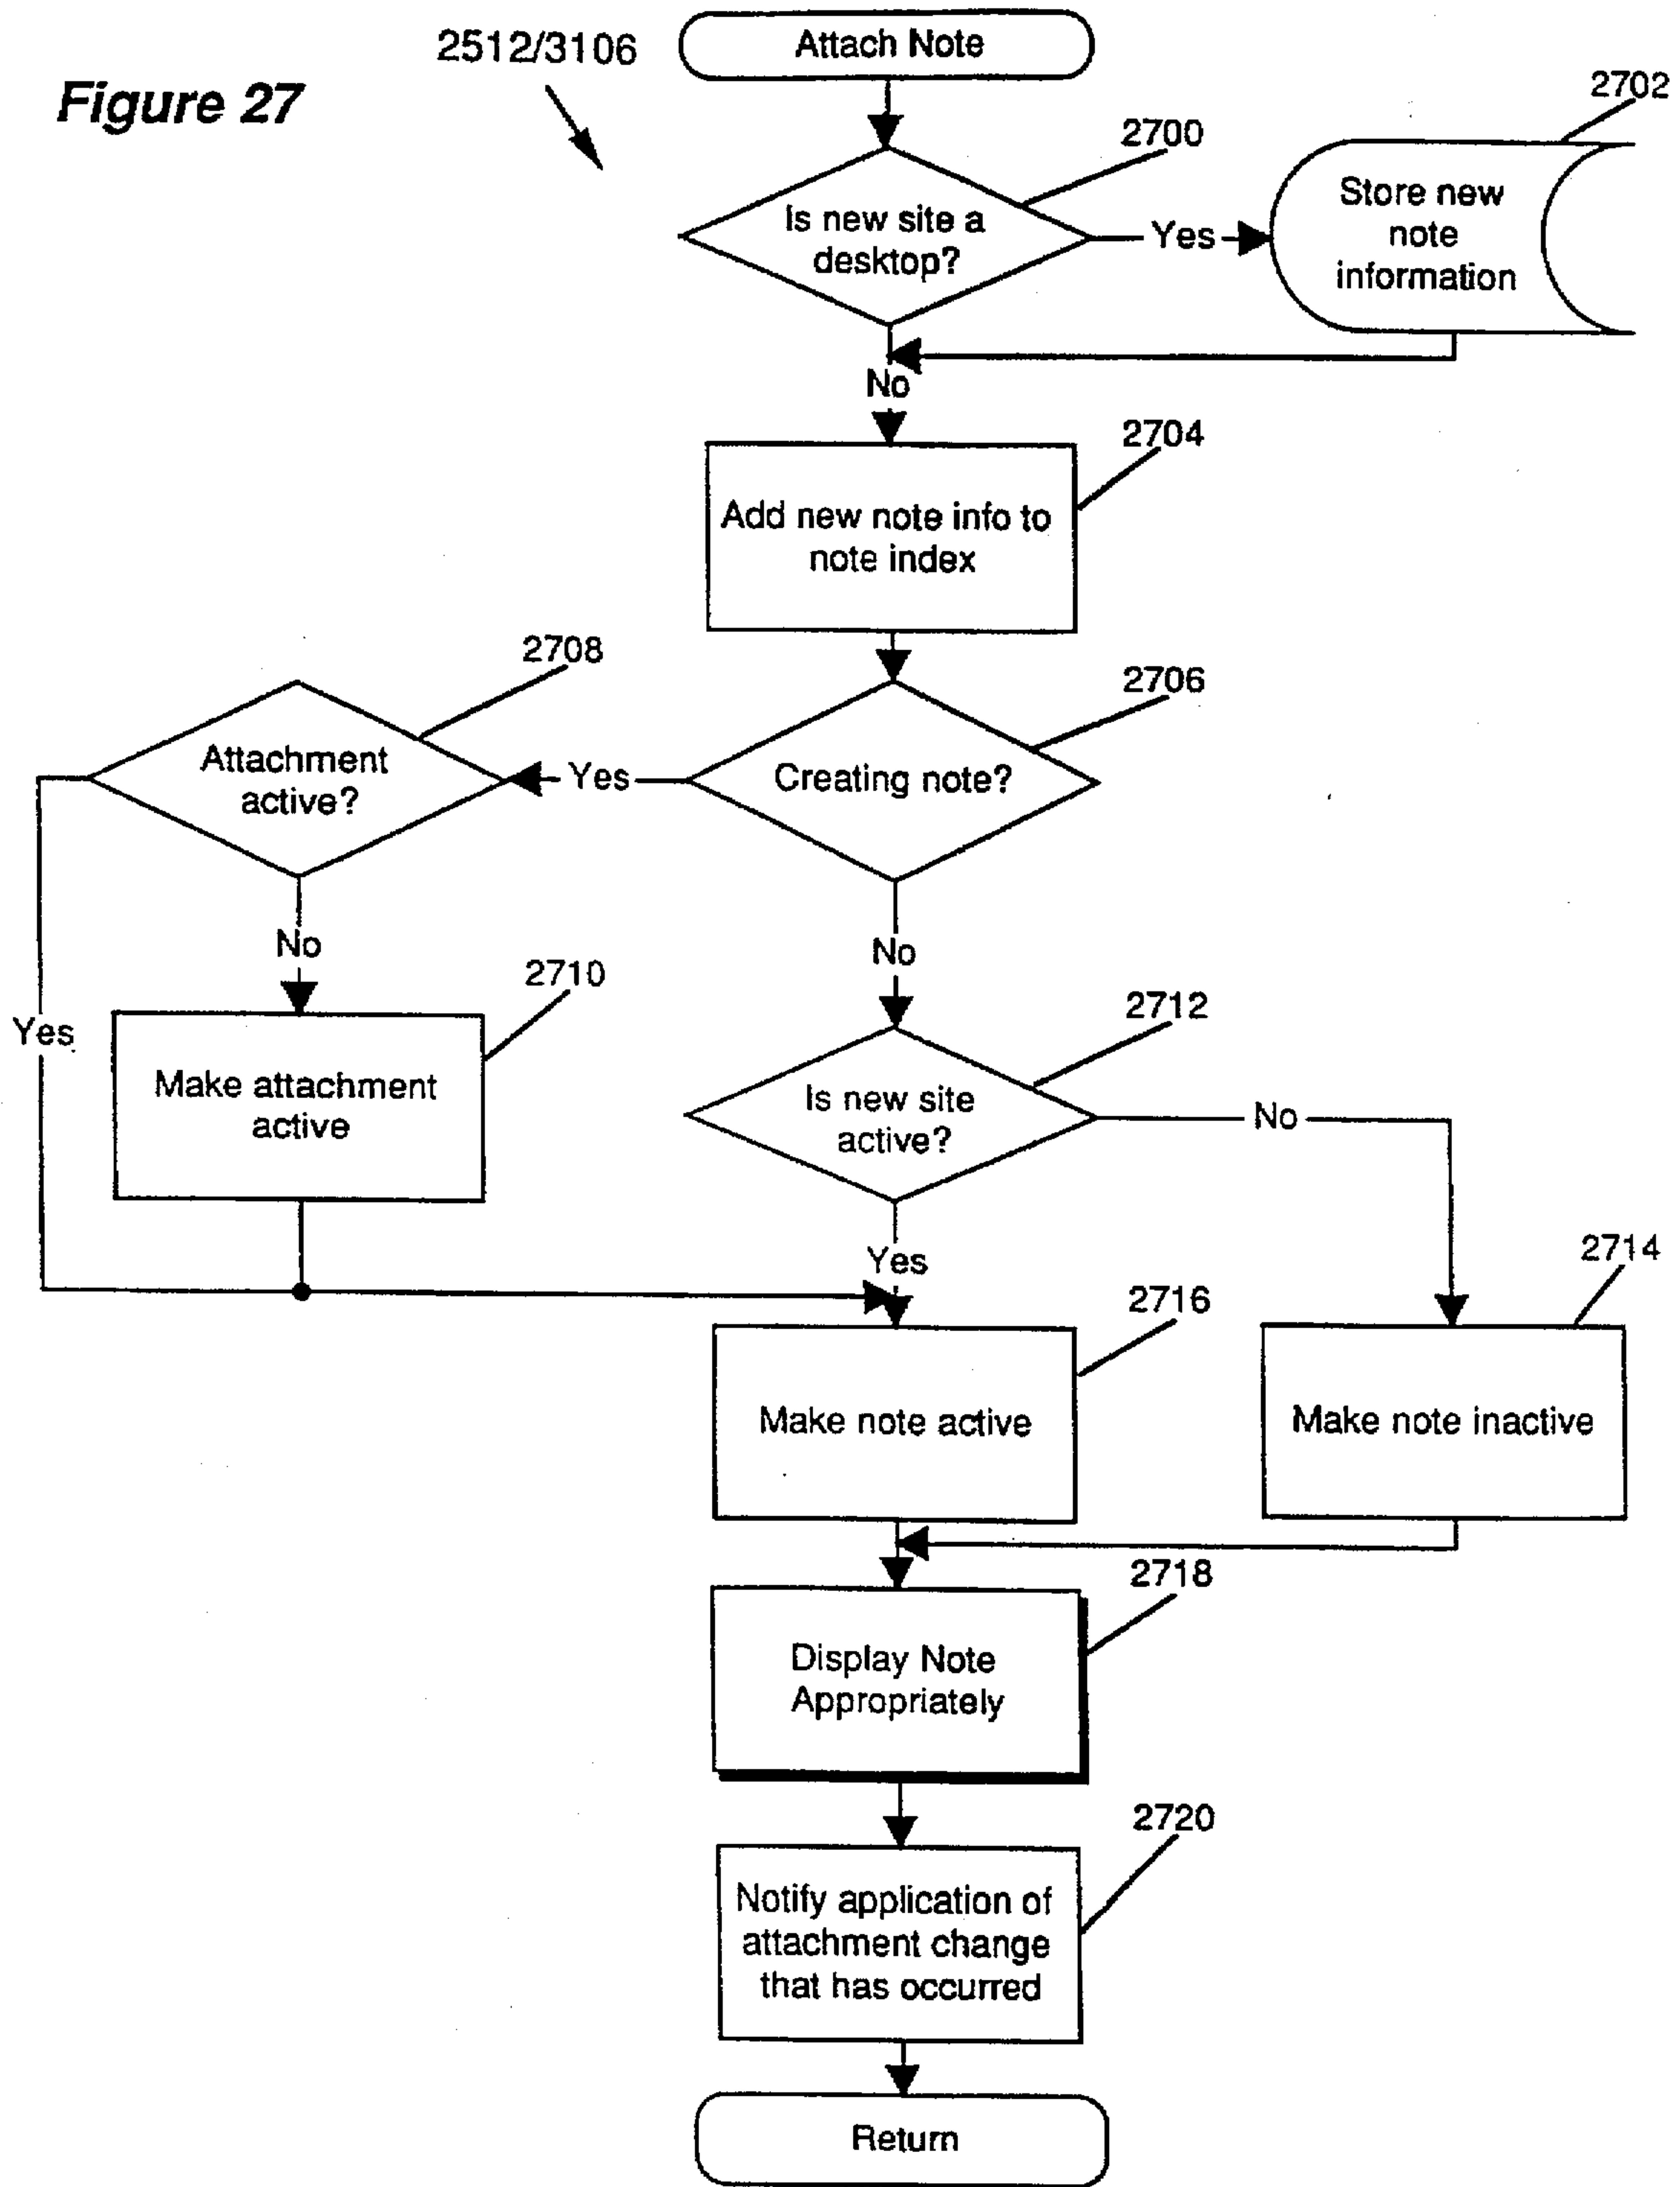 Figure 27
2512/3106
Attach Note
2700
2702
Is new site a
desktop?
Yes
Store new
note
information
No
2704
Add new note info to
note index
2708
2706
Attachment
active?
Yes
Creating note?
No
No
2710
2712
Yes
Make attachment
active
Is new site
active?
No
Yes
2714
2716
Make note active
Make note inactive
2718
Display Note
Appropriately
2720
Notify application of
attachment change
that has occurred
Return